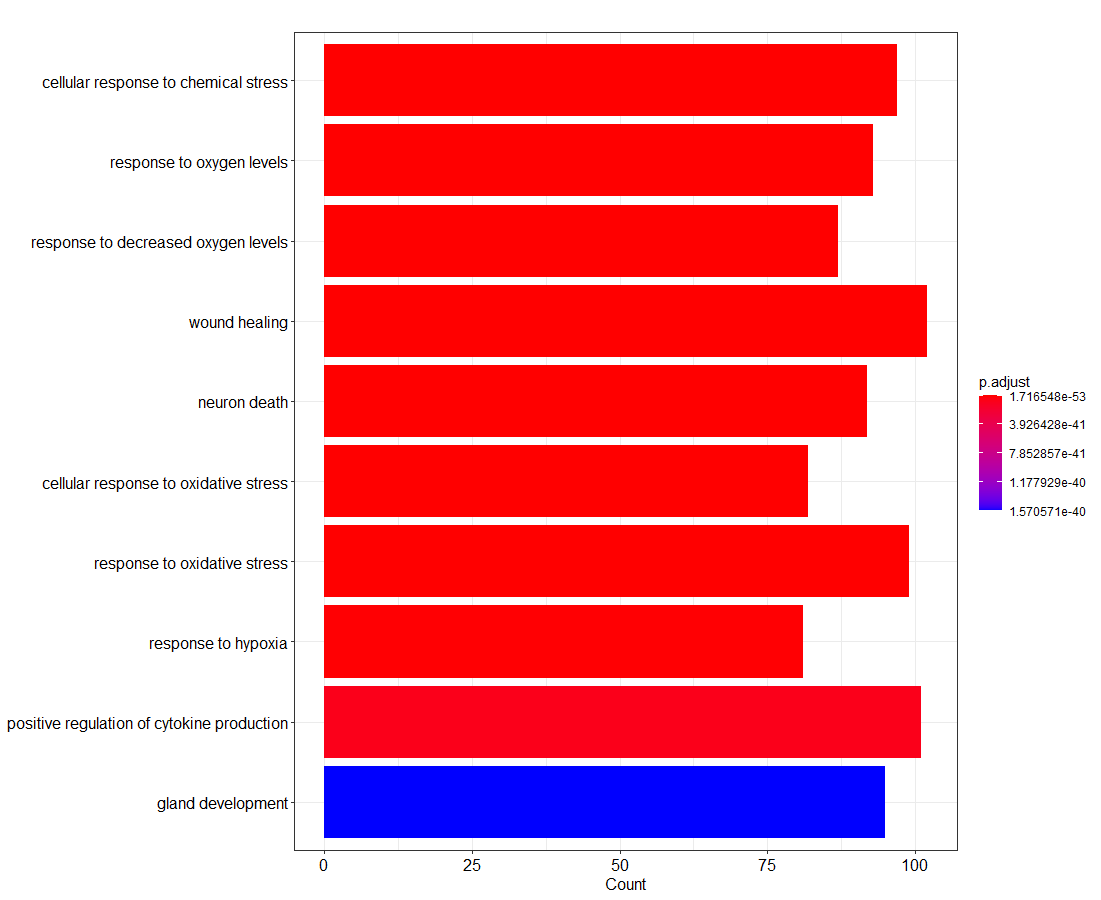 cellular response to chemical stress
response to oxygen levels
response to decreased oxygen levels
wound healing
neuron death
cellular response to oxidative stress
response to oxidative stress
response to hypoxia
positive regulation of cytokine production
gland development
0 25 50 75 100
Count
p.adjust
1.716548e-53
3.926428e-41
7.852857e-41
1.177929e-40
1.570571e-40